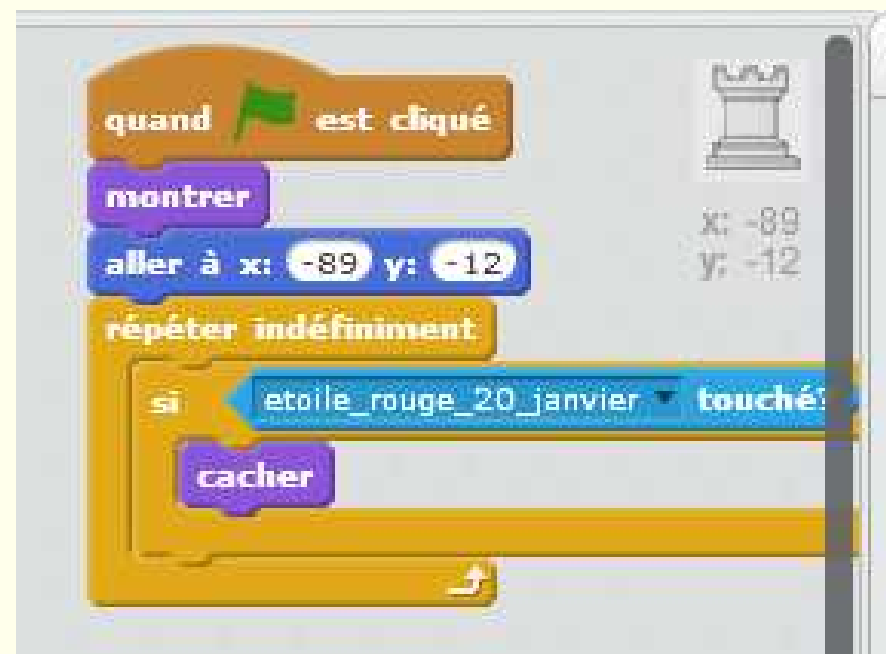 quand est cliqué
montrer
aller à x: -89 y: -12
répéter indéfiniment
si etoile_rouge_20_janvier touché?
cacher
x: -89
y: -12